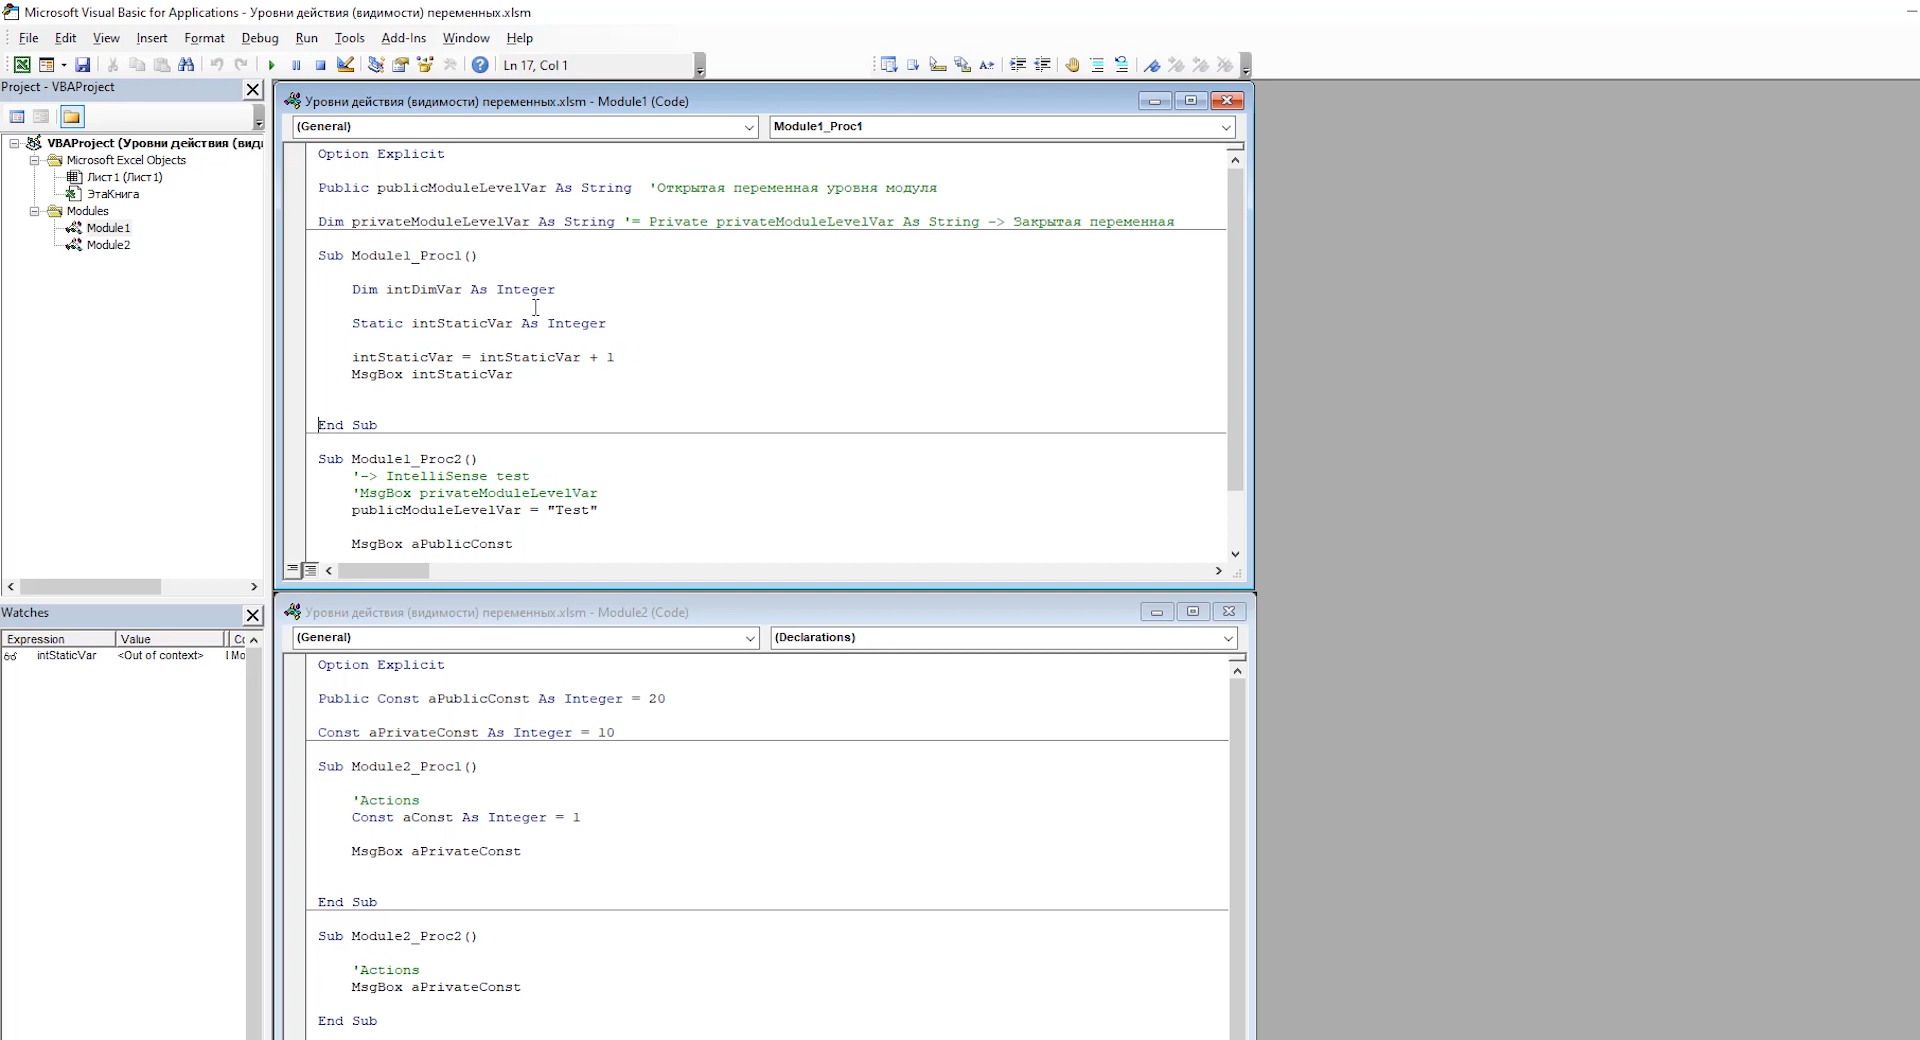 Microsoft Visual Basic for Applications - Уровни действия (видимости) переменных.xlsm
File Edit View Insert Format Debug Run Tools Add-Ins Window Help
Ln 17, Col 1
Project - VBAProject
VBAProject (Уровни действия (вид
Microsoft Excel Objects
Лист1 (Лист1)
ЭтаКнига
Modules
Module1
Module2
Watches
Expression Value
intStaticVar <Out of context>
Уровни действия (видимости) переменных.xlsm - Module1 (Code)
(General) Module1_Proc1
Option Explicit
Public publicModuleLevelVar As String 'Открытая переменная уровня модуля
Dim privateModuleLevelVar As String '= Private privateModuleLevelVar As String -> Закрытая переменная
Sub Module1_Proc1()
Dim intDimVar As Integer
Static intStaticVar As Integer
intStaticVar = intStaticVar + 1
MsgBox intStaticVar
End Sub
Sub Module1_Proc2()
'-> IntelliSense test
'MsgBox privateModuleLevelVar
publicModuleLevelVar = "Test"
MsgBox aPublicConst
Уровни действия (видимости) переменных.xlsm - Module2 (Code)
(General) (Declarations)
Option Explicit
Public Const aPublicConst As Integer = 20
Const aPrivateConst As Integer = 10
Sub Module2_Proc1()
'Actions
Const aConst As Integer = 1
MsgBox aPrivateConst
End Sub
Sub Module2_Proc2()
'Actions
MsgBox aPrivateConst
End Sub